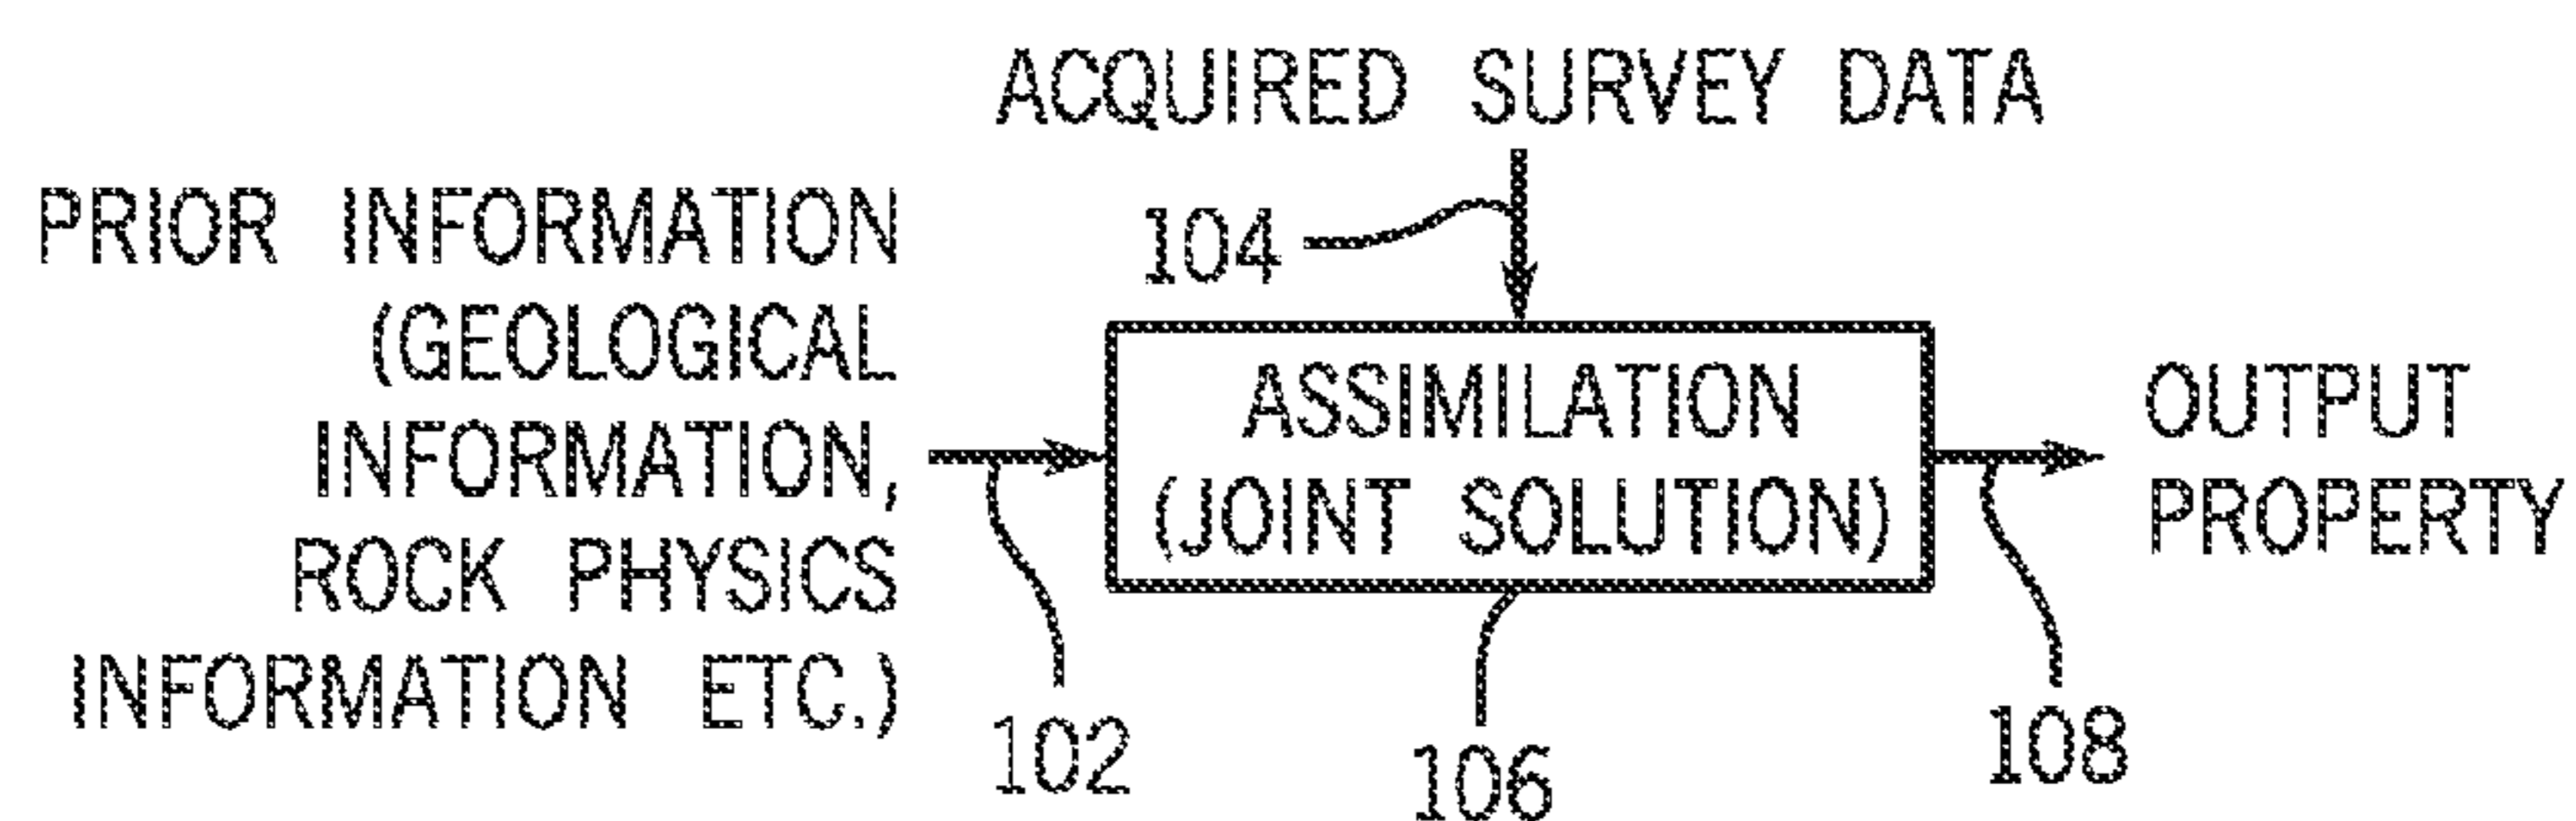 ACQUIRED SURVEY DATA
104
PRIOR INFORMATION
(GEOLOGICAL
INFORMATION,
ROCK PHYSICS
INFORMATION ETC.)
102
ASSIMILATION
(JOINT SOLUTION)
106
OUTPUT
PROPERTY
108